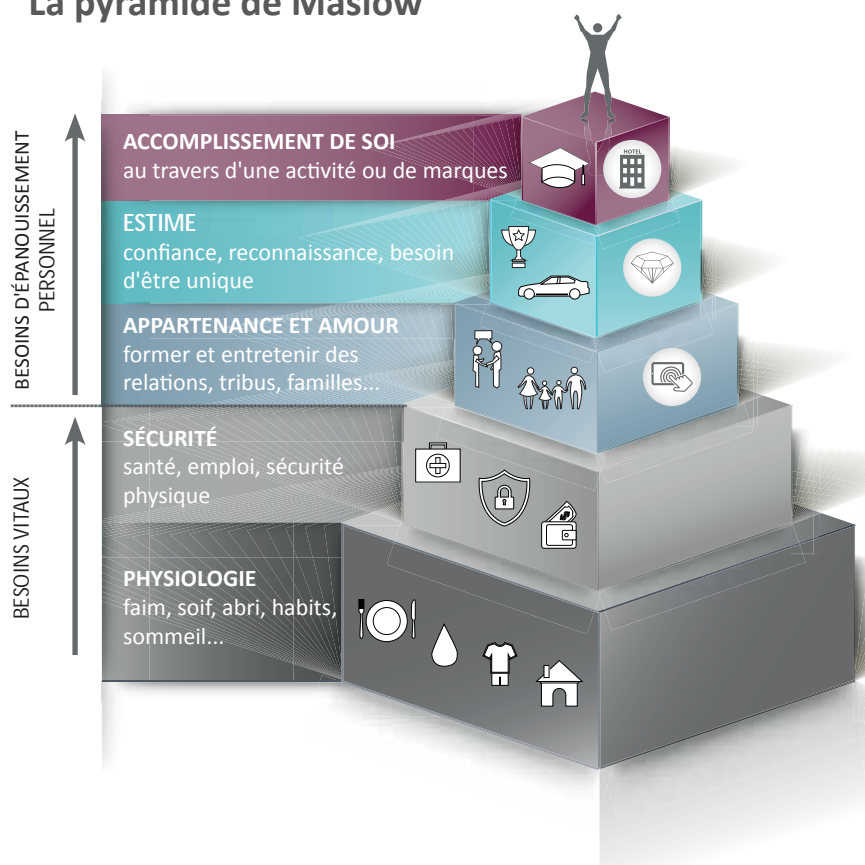 La pyramide de Maslow
BESOINS D'ÉPANOUISSEMENT
PERSONNEL
ACCOMPLISSEMENT DE SOI
au travers d'une activité ou de marques
HOTEL
ESTIME
confiance, reconnaissance, besoin
d'être unique
APPARTENANCE ET AMOUR
former et entretenir des
relations, tribus, familles...
BESOINS VITAUX
SÉCURITÉ
santé, emploi, sécurité
physique
PHYSIOLOGIE
faim, soif, abri, habits,
sommeil...